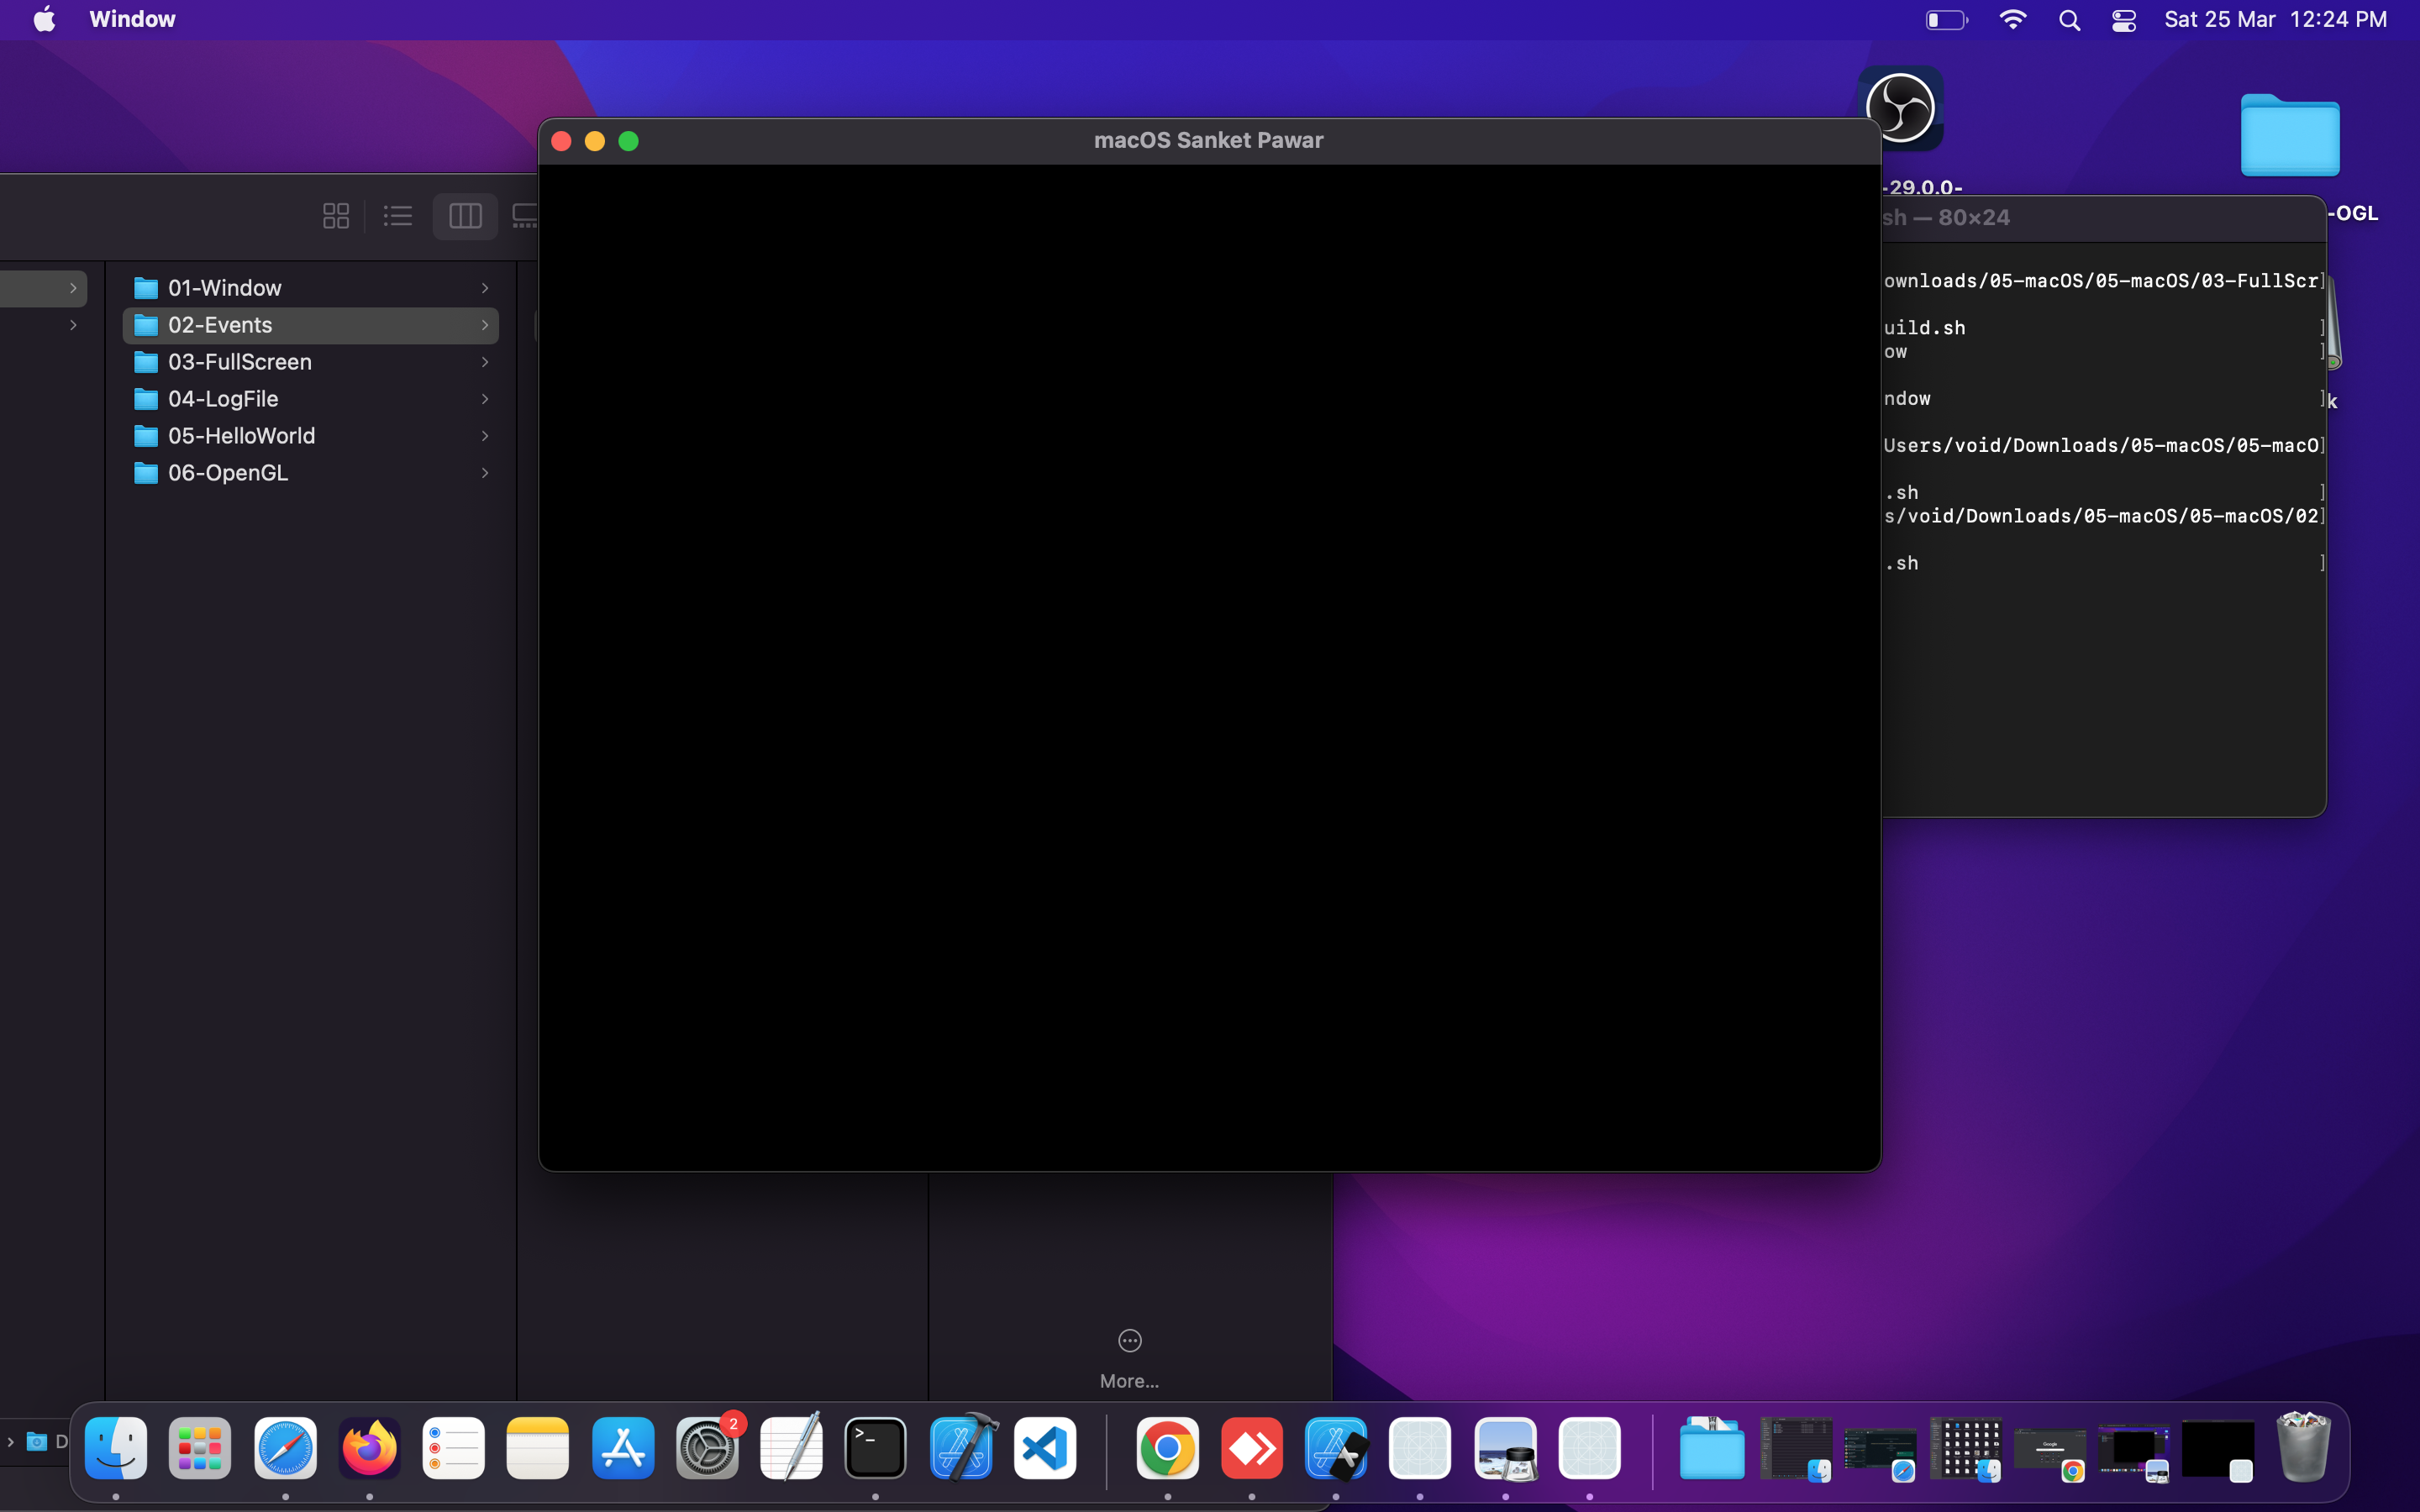 Window
Sat 25 Mar 12:24 PM
macOS Sanket Pawar
-29.0.0-
-OGL
sh — 80×24
01-Window
02-Events
03-FullScreen
04-LogFile
05-HelloWorld
06-OpenGL
ownloads/05-macOS/05-macOS/03-FullScr]
uild.sh ]
ow ]
ndow ]
k
Users/void/Downloads/05-macOS/05-macO]
.sh ]
s/void/Downloads/05-macOS/05-macOS/02]
.sh ]
More...
D
2
>_
Google